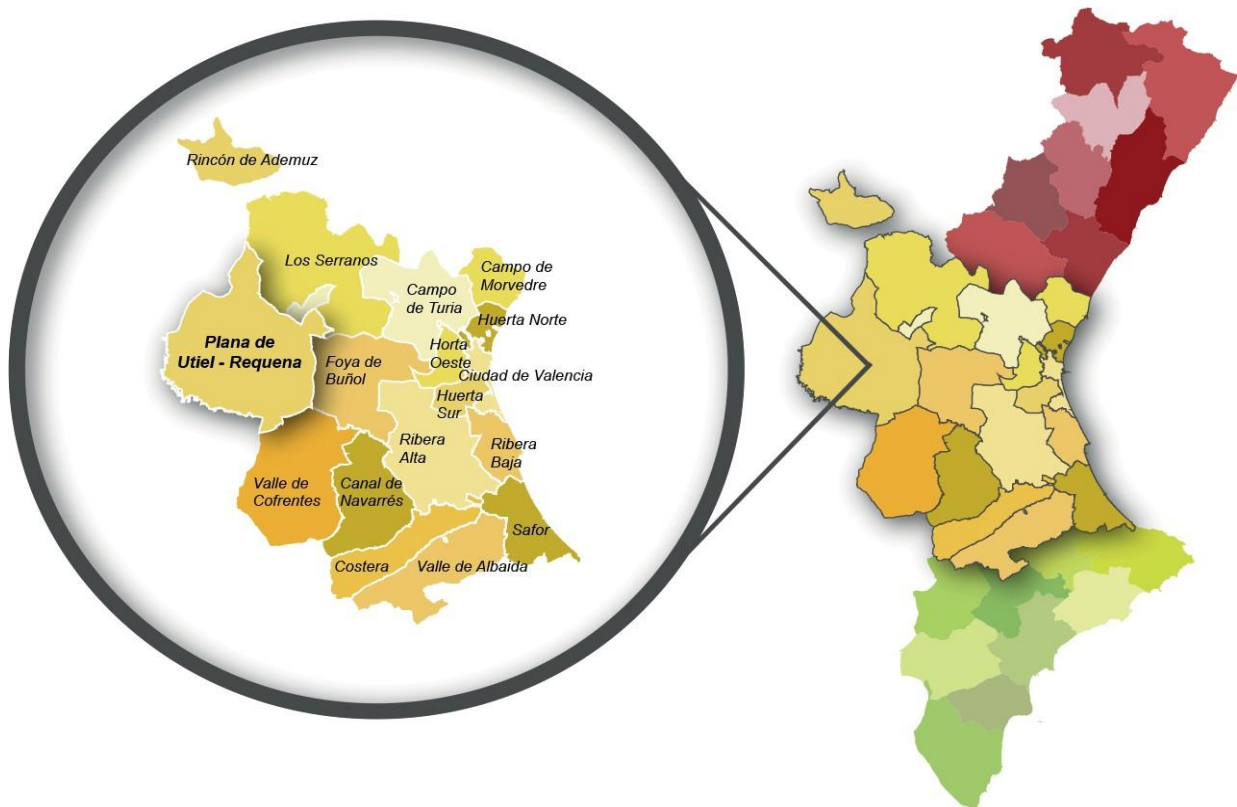 Rincón de Ademuz
Los Serranos
Campo de
Morvedre
Campo
de Turia
Huerta Norte
Plana de
Utiel - Requena
Foya de
Buñol
Horta
Oeste
Ciudad de Valencia
Huerta
Sur
Ribera
Alta
Ribera
Baja
Valle de
Cofrentes
Canal de
Navarrés
Safor
Costera
Valle de Albaida